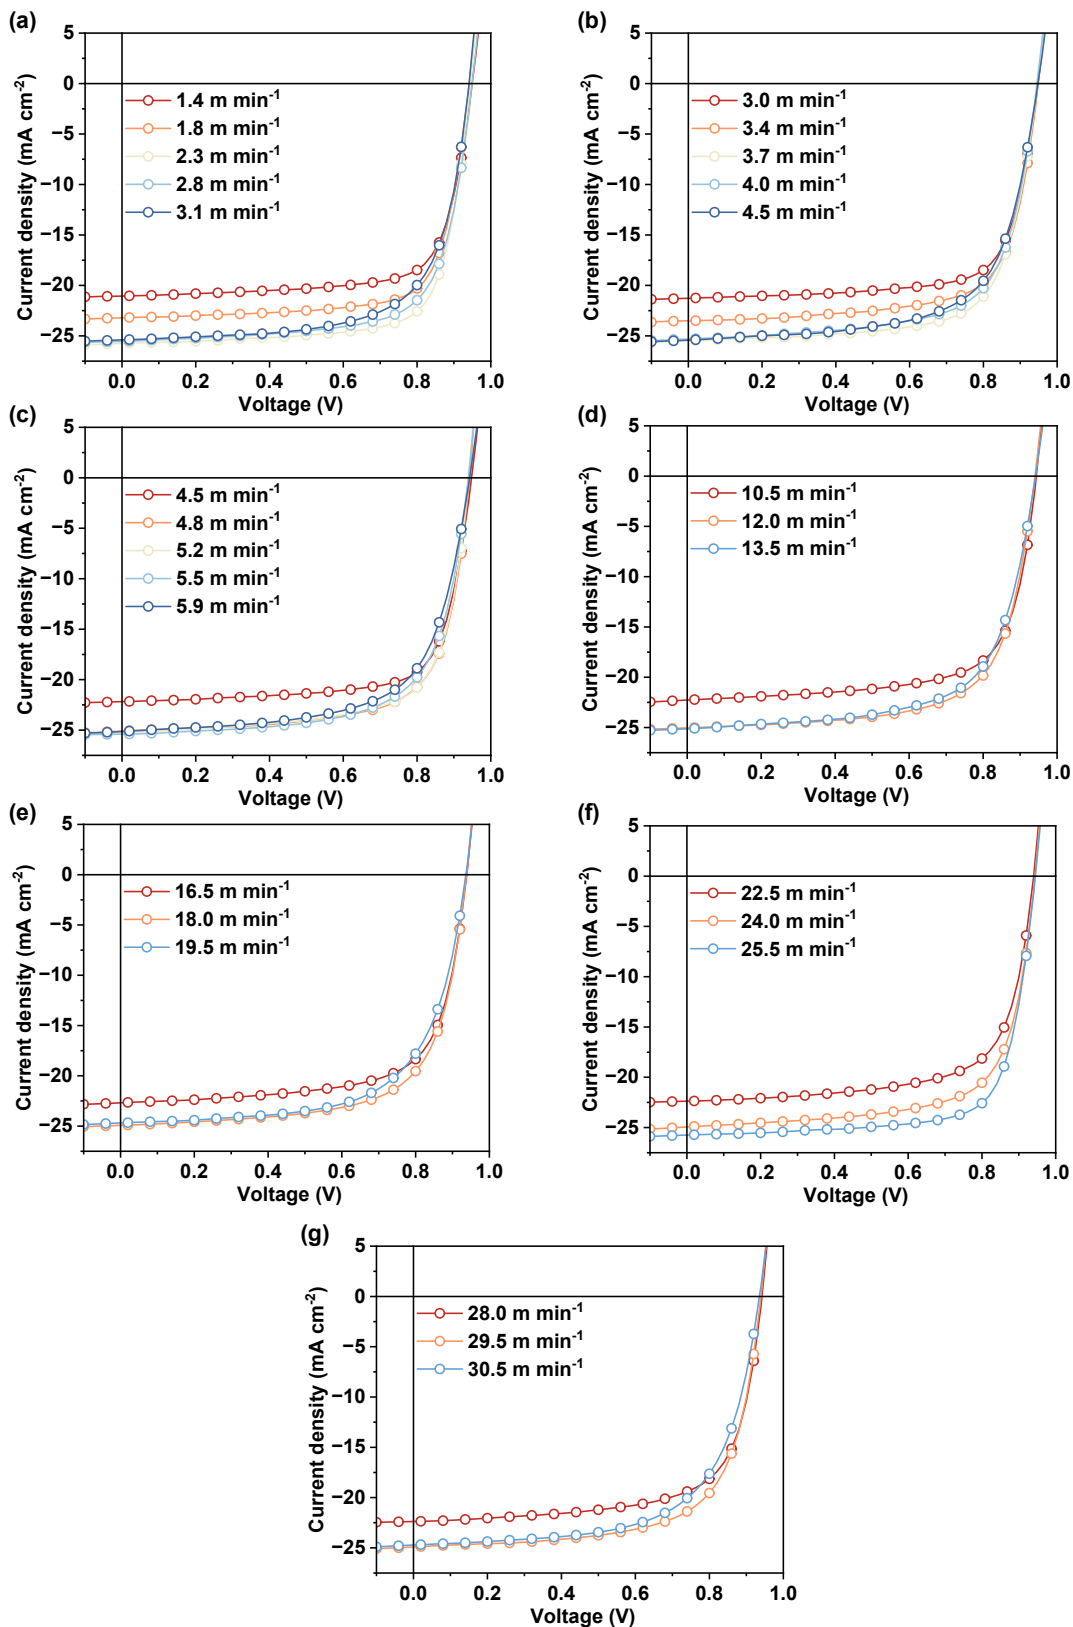 (a)
5
0
−5
−10
−15
−20
−25
Current density (mA cm⁻²)
1.4 m min⁻¹
1.8 m min⁻¹
2.3 m min⁻¹
2.8 m min⁻¹
3.1 m min⁻¹
0.0 0.2 0.4 0.6 0.8 1.0
Voltage (V)
(b)
5
0
−5
−10
−15
−20
−25
Current density (mA cm⁻²)
3.0 m min⁻¹
3.4 m min⁻¹
3.7 m min⁻¹
4.0 m min⁻¹
4.5 m min⁻¹
0.0 0.2 0.4 0.6 0.8 1.0
Voltage (V)
(c)
5
0
−5
−10
−15
−20
−25
Current density (mA cm⁻²)
4.5 m min⁻¹
4.8 m min⁻¹
5.2 m min⁻¹
5.5 m min⁻¹
5.9 m min⁻¹
0.0 0.2 0.4 0.6 0.8 1.0
Voltage (V)
(d)
5
0
−5
−10
−15
−20
−25
Current density (mA cm⁻²)
10.5 m min⁻¹
12.0 m min⁻¹
13.5 m min⁻¹
0.0 0.2 0.4 0.6 0.8 1.0
Voltage (V)
(e)
5
0
−5
−10
−15
−20
−25
Current density (mA cm⁻²)
16.5 m min⁻¹
18.0 m min⁻¹
19.5 m min⁻¹
0.0 0.2 0.4 0.6 0.8 1.0
Voltage (V)
(f)
5
0
−5
−10
−15
−20
−25
Current density (mA cm⁻²)
22.5 m min⁻¹
24.0 m min⁻¹
25.5 m min⁻¹
0.0 0.2 0.4 0.6 0.8 1.0
Voltage (V)
(g)
5
0
−5
−10
−15
−20
−25
Current density (mA cm⁻²)
28.0 m min⁻¹
29.5 m min⁻¹
30.5 m min⁻¹
0.0 0.2 0.4 0.6 0.8 1.0
Voltage (V)